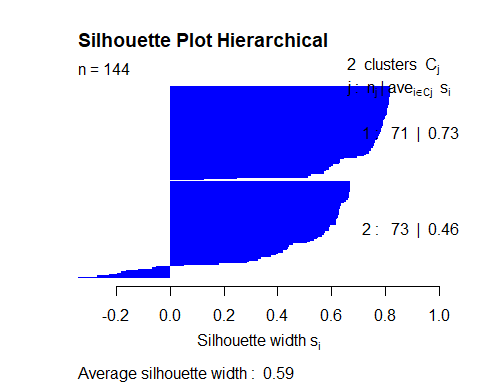 Silhouette Plot Hierarchical
n = 144
2 clusters Cj
j : nj | avei∈Cj si
1 : 71 | 0.73
2 : 73 | 0.46
-0.2 0.0 0.2 0.4 0.6 0.8 1.0
Silhouette width si
Average silhouette width : 0.59